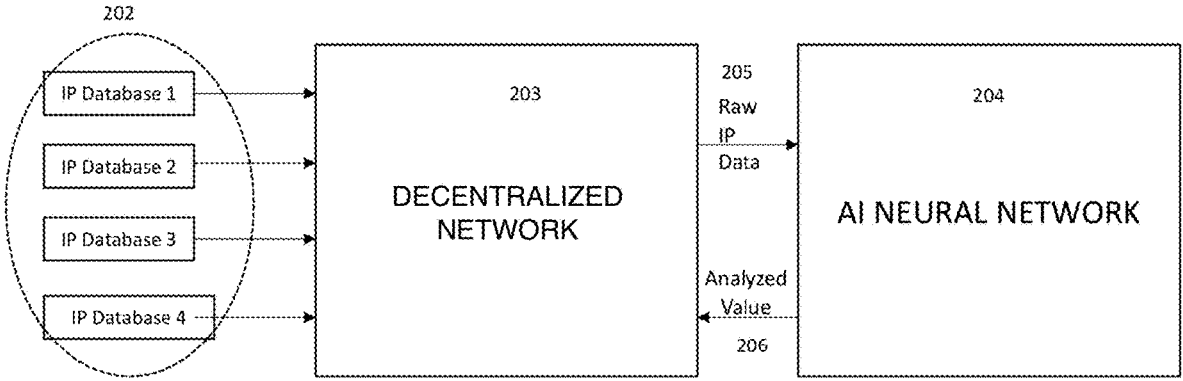 202
IP Database 1
IP Database 2
IP Database 3
IP Database 4
203
DECENTRALIZED
NETWORK
205
Raw
IP
Data
Analyzed
Value
206
204
AI NEURAL NETWORK